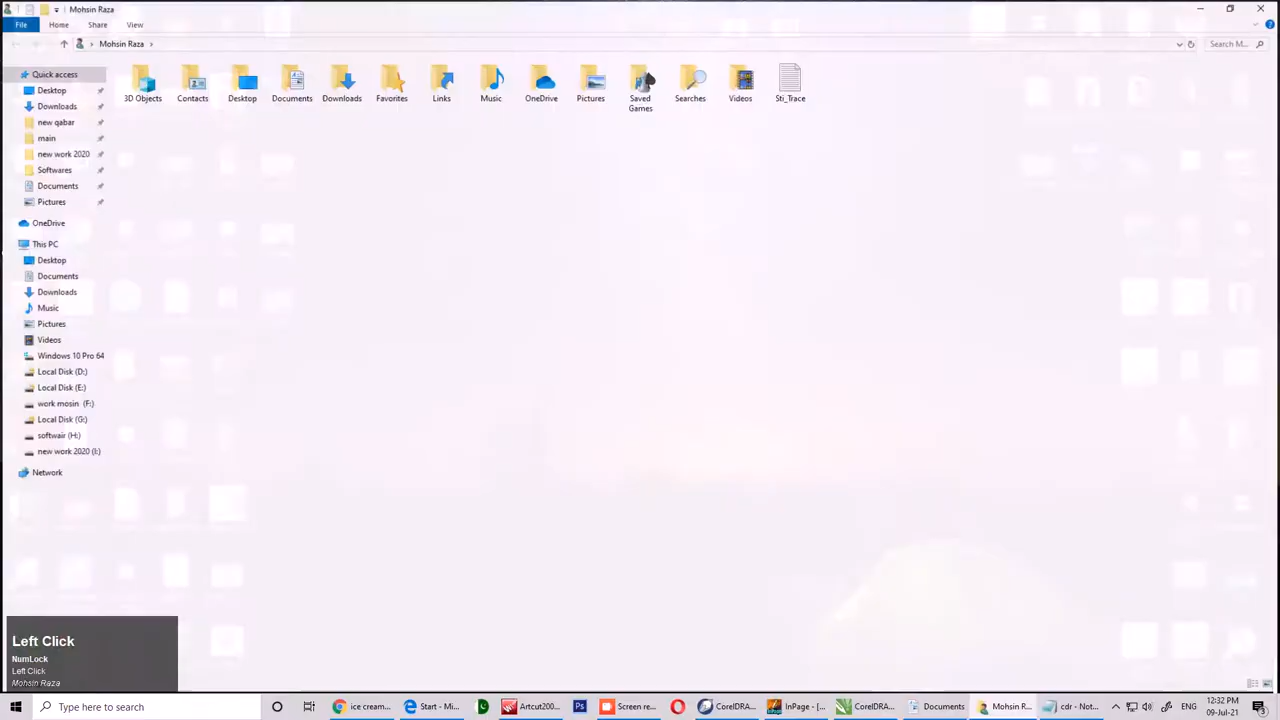 Mohsin Raza
File Home Share View
Mohsin Raza
Search M...
Quick access
Desktop
Downloads
new qabar
main
new work 2020
Softwares
Documents
Pictures
OneDrive
This PC
Desktop
Documents
Downloads
Music
Pictures
Videos
Windows 10 Pro 64
Local Disk (D:)
Local Disk (E:)
work mosin (F:)
Local Disk (G:)
softwair (H:)
new work 2020 (I:)
Network
3D Objects Contacts Desktop Documents Downloads Favorites Links Music OneDrive Pictures Saved Games Searches Videos Sti_Trace
Left Click
NumLock
Left Click
Mohsin Raza
Type here to search
ice cream... Start - Mi... Artcut200... Ps Screen re... CorelDRA... InPage - [... CorelDRA... Documents Mohsin R... cdr - Not...
ENG
12:32 PM
09-Jul-21